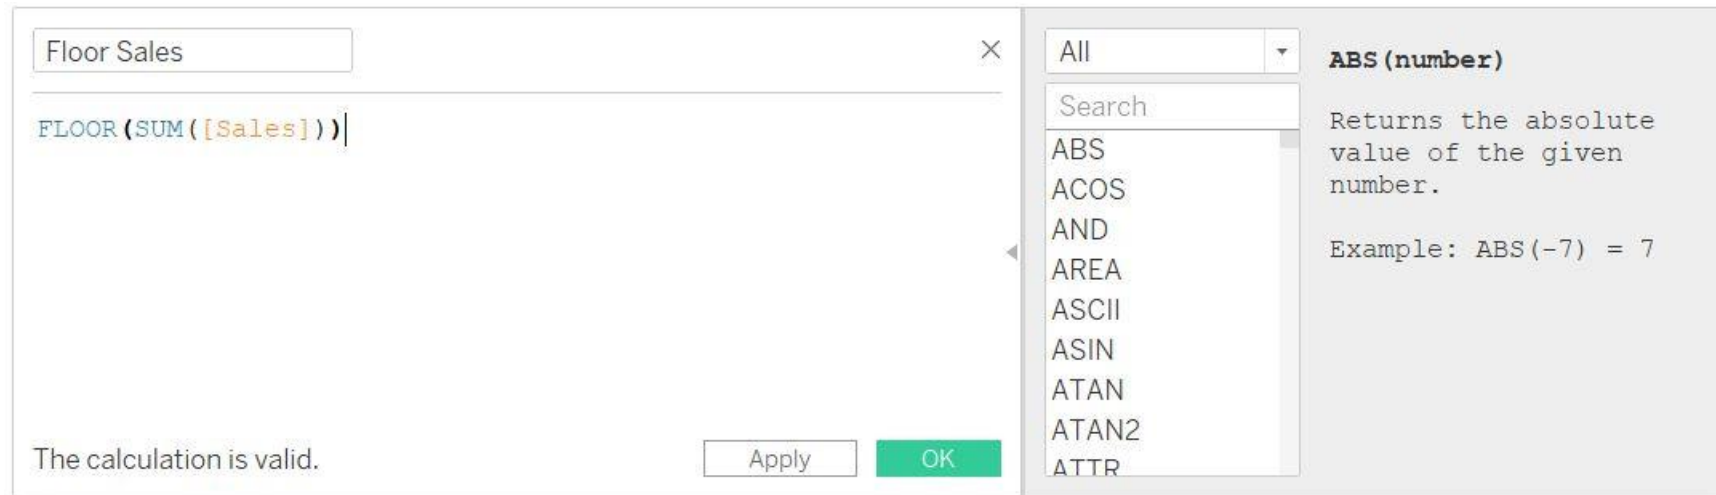 Floor Sales
FLOOR(SUM([Sales]))
The calculation is valid.
Apply
OK
All
Search
ABS
ACOS
AND
AREA
ASCII
ASIN
ATAN
ATAN2
ATTR
ABS(number)
Returns the absolute
value of the given
number.
Example: ABS(-7) = 7